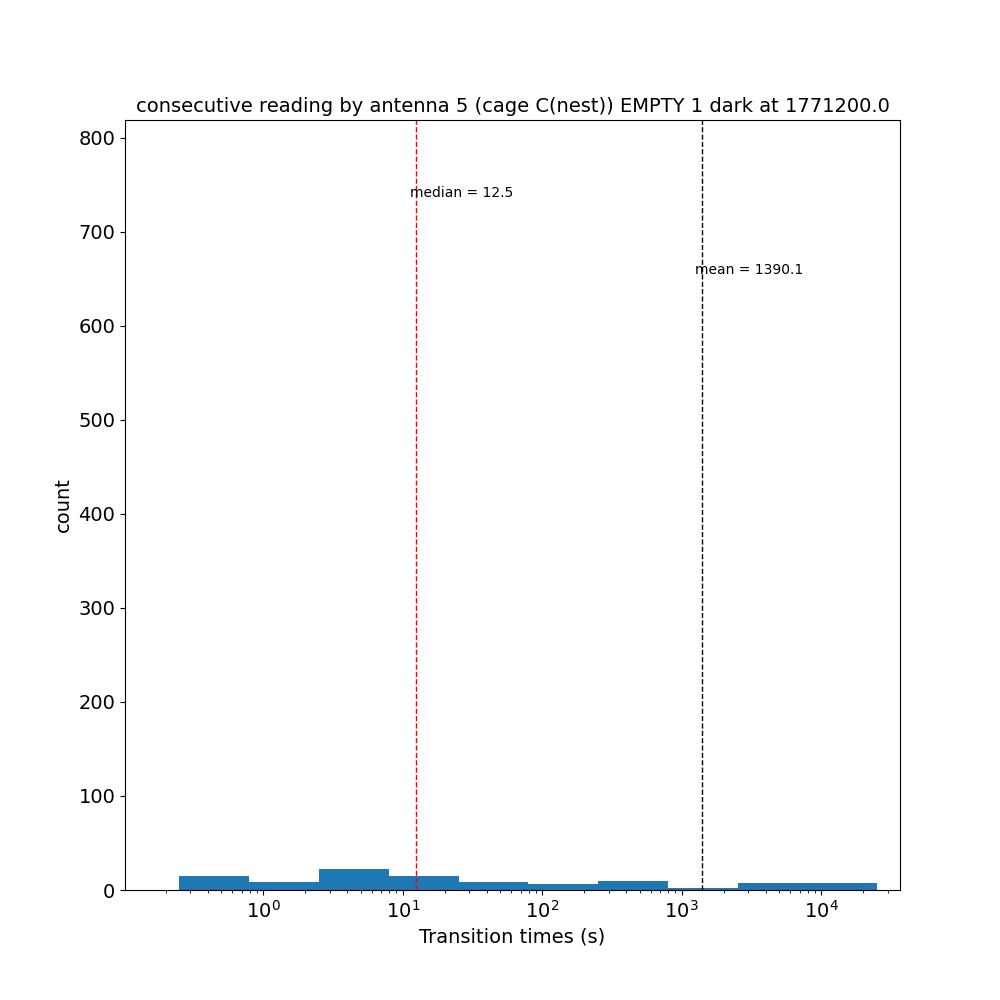 consecutive reading by antenna 5 (cage C(nest)) EMPTY 1 dark at 1771200.0
800
median = 12.5
700
mean = 1390.1
600
500
count
400
300
200
100
0
10⁰ 10¹ 10² 10³ 10⁴
Transition times (s)